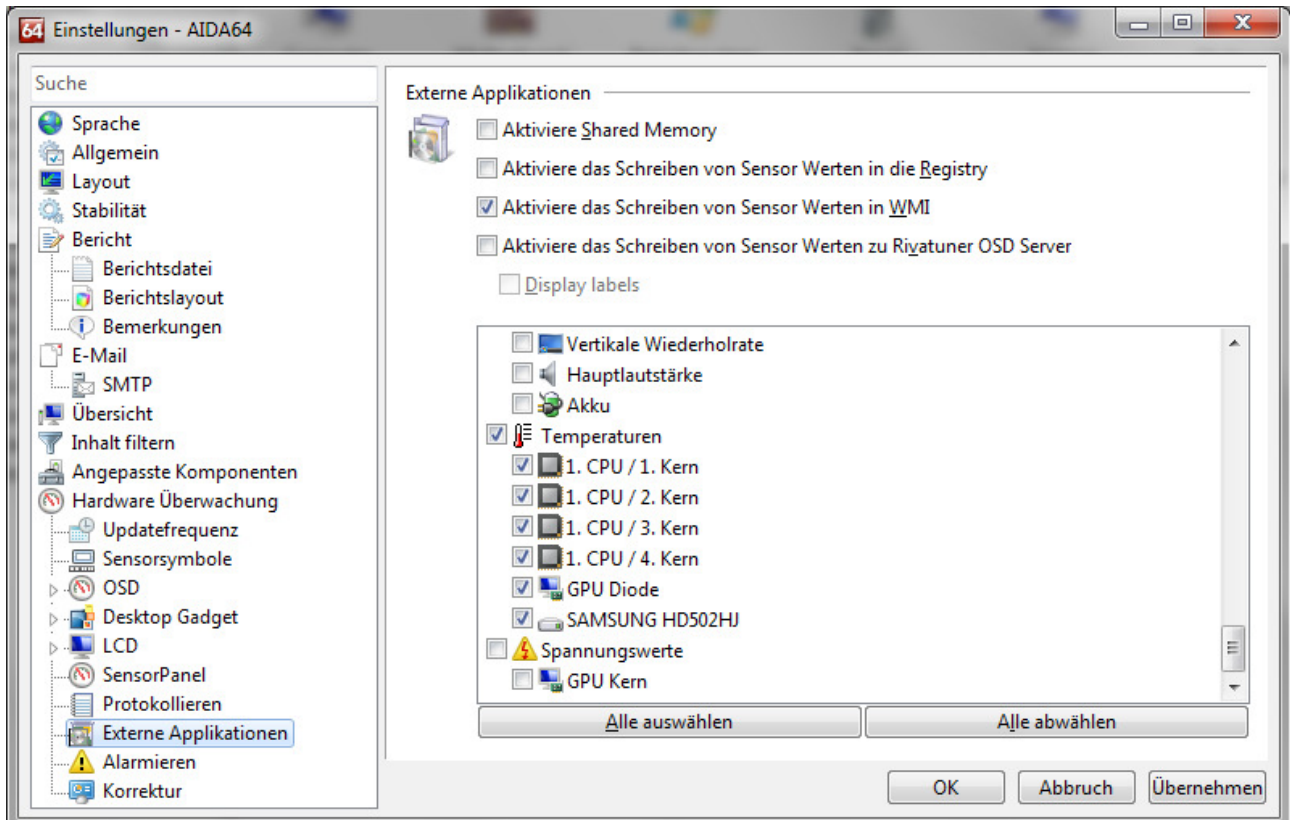 64 Einstellungen - AIDA64
Suche
Sprache
Allgemein
Layout
Stabilität
Bericht
Berichtsdatei
Berichtslayout
Bemerkungen
E-Mail
SMTP
Übersicht
Inhalt filtern
Angepasste Komponenten
Hardware Überwachung
Updatefrequenz
Sensorsymbole
OSD
Desktop Gadget
LCD
SensorPanel
Protokollieren
Externe Applikationen
Alarmieren
Korrektur
Externe Applikationen
Aktiviere Shared Memory
Aktiviere das Schreiben von Sensor Werten in die Registry
Aktiviere das Schreiben von Sensor Werten in WMI
Aktiviere das Schreiben von Sensor Werten zu Rivatuner OSD Server
Display labels
Vertikale Wiederholrate
Hauptlautstärke
Akku
Temperaturen
1. CPU / 1. Kern
1. CPU / 2. Kern
1. CPU / 3. Kern
1. CPU / 4. Kern
GPU Diode
SAMSUNG HD502HJ
Spannungswerte
GPU Kern
Alle auswählen
Alle abwählen
OK
Abbruch
Übernehmen